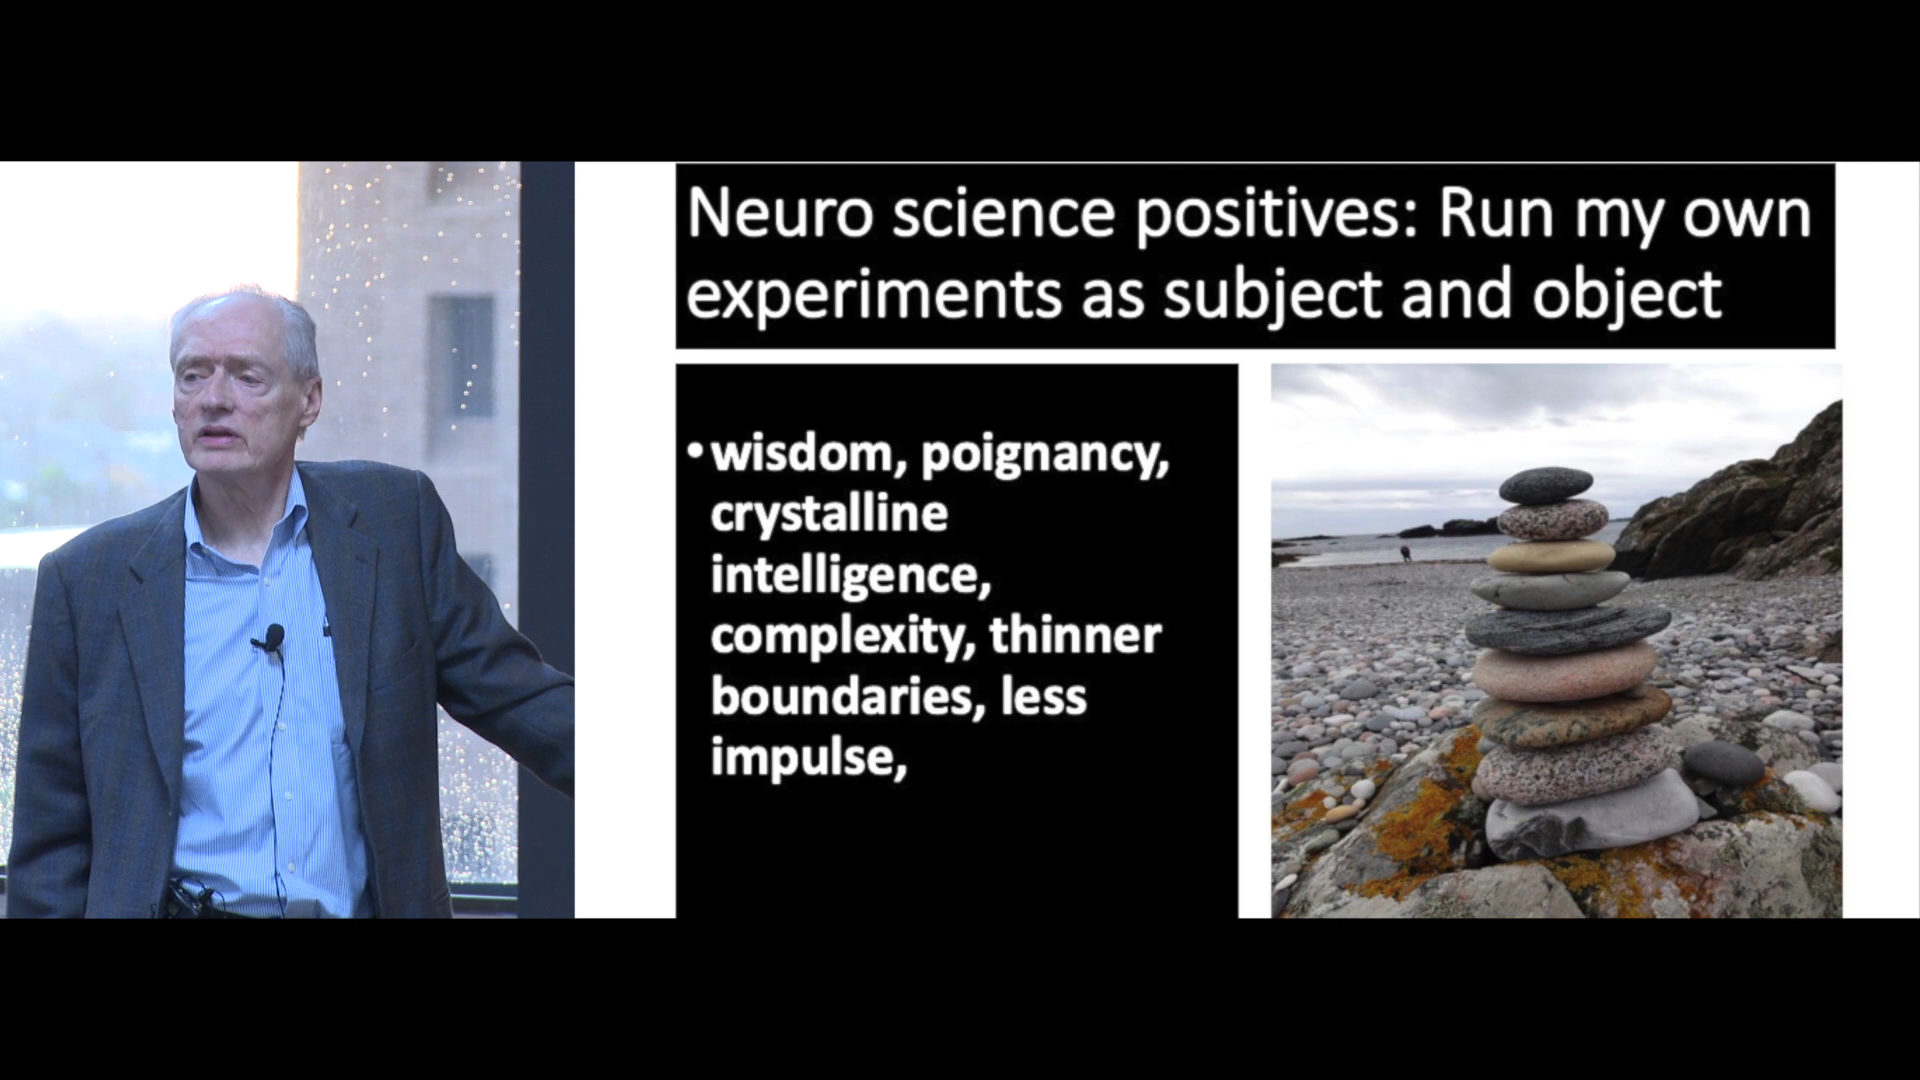 Neuro science positives: Run my own
experiments as subject and object
• wisdom, poignancy,
crystalline
intelligence,
complexity, thinner
boundaries, less
impulse,